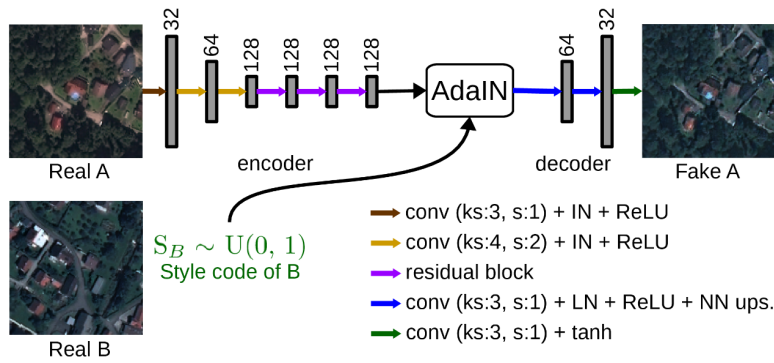 32
64
128
128
128
128
AdaIN
64
32
Real A
encoder
decoder
Fake A
S_B ∼ U(0, 1)
Style code of B
Real B
conv (ks:3, s:1) + IN + ReLU
conv (ks:4, s:2) + IN + ReLU
residual block
conv (ks:3, s:1) + LN + ReLU + NN ups.
conv (ks:3, s:1) + tanh